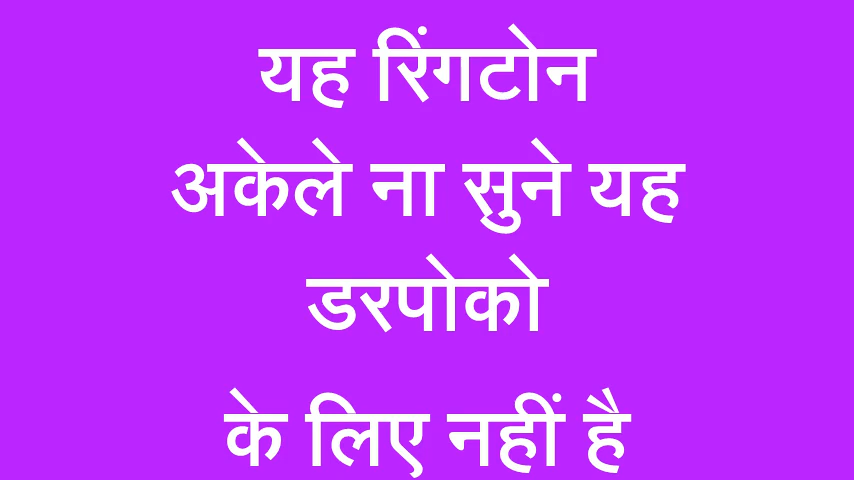 यह रिंगटोन
अकेले ना सुने यह
डरपोको
के लिए नहीं है